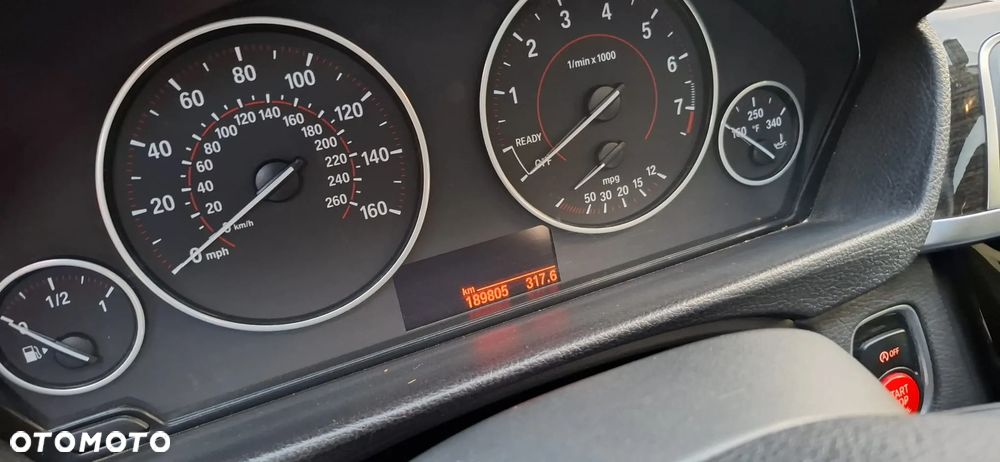 0 20 40 60 80 100 120 140 160
mph
0 20 40 60 80 100 120 140 160 180 200 220 240 260
km/h
1 2 3 4 5 6 7
1/min x 1000
READY
OFF
mpg
50 30 20 15 12
160 250 340
°F
0 1/2 1
km
189805 317.6
OFF
START
STOP
OTOMOTO